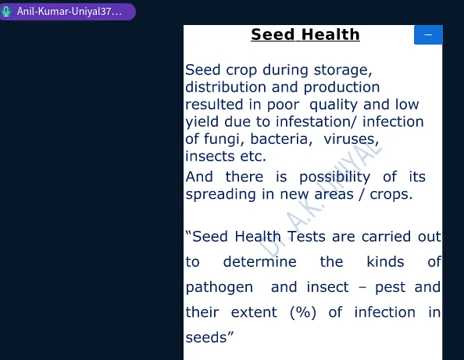 Anil-Kumar-Uniyal37...
Seed Health
Seed crop during storage,
distribution and production
resulted in poor quality and low
yield due to infestation/ infection
of fungi, bacteria, viruses,
insects etc.
And there is possibility of its
spreading in new areas / crops.
Dr A.K. UNIYAL
“Seed Health Tests are carried out
to determine the kinds of
pathogen and insect – pest and
their extent (%) of infection in
seeds”